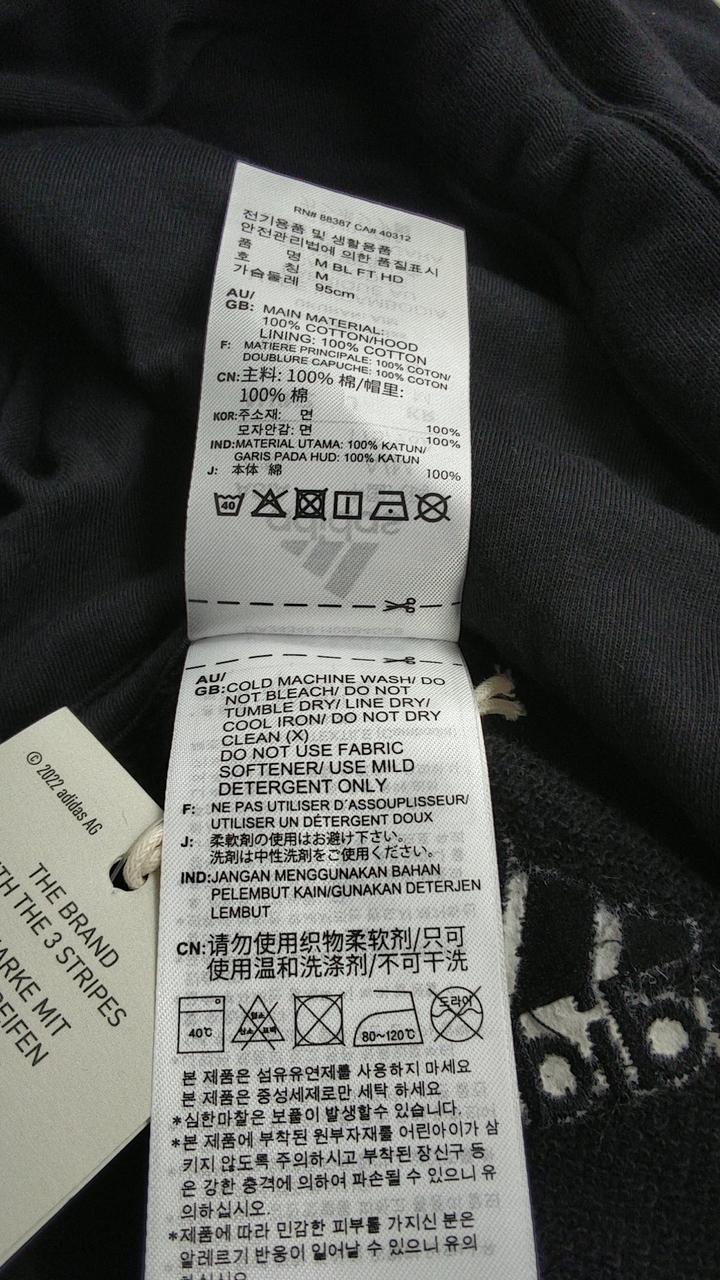 RN# 88387 CA# 40312
전기용품 및 생활용품
안전관리법에 의한 품질표시
품 명 M BL FT HD
호 칭 M
가슴둘레 95cm
AU/
GB: MAIN MATERIAL:
100% COTTON/HOOD
LINING: 100% COTTON
F: MATIERE PRINCIPALE: 100% COTON/
DOUBLURE CAPUCHE: 100% COTON
CN:主料: 100% 棉/帽里:
100% 棉
KOR:주소재: 면 100%
모자안감: 면 100%
IND:MATERIAL UTAMA: 100% KATUN/
GARIS PADA HUD: 100% KATUN
J: 本体 綿 100%
40
AU/
GB:COLD MACHINE WASH/ DO
NOT BLEACH/ DO NOT
TUMBLE DRY/ LINE DRY/
COOL IRON/ DO NOT DRY
CLEAN (X)
DO NOT USE FABRIC
SOFTENER/ USE MILD
DETERGENT ONLY
F: NE PAS UTILISER D´ASSOUPLISSEUR/
UTILISER UN DÉTERGENT DOUX
J: 柔軟剤の使用はお避け下さい。
洗剤は中性洗剤をご使用ください。
IND:JANGAN MENGGUNAKAN BAHAN
PELEMBUT KAIN/GUNAKAN DETERJEN
LEMBUT
CN:请勿使用织物柔软剂/只可
使用温和洗涤剂/不可干洗
40℃ 80~120℃ 드라이
본 제품은 섬유유연제를 사용하지 마세요
본 제품은 중성세제로만 세탁 하세요
*심한마찰은 보풀이 발생할수 있습니다.
*본 제품에 부착된 원부자재를 어린아이가 삼
키지 않도록 주의하시고 부착된 장신구 등
은 강한 충격에 의하여 파손될 수 있으니 유
의하십시오.
*제품에 따라 민감한 피부를 가지신 분은
알레르기 반응이 일어날 수 있으니 유의
하십시오
© 2022 adidas AG
THE BRAND
TH THE 3 STRIPES
ARKE MIT
REIFEN